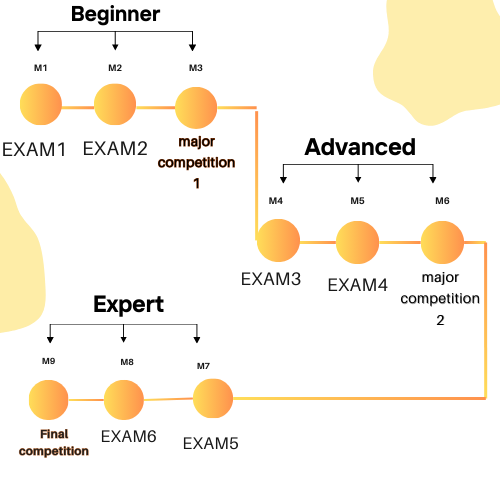 Beginner
M1 M2 M3
EXAM1 EXAM2 major
competition
1
Advanced
M4 M5 M6
EXAM3 EXAM4 major
competition
2
Expert
M9 M8 M7
Final
competition
EXAM6 EXAM5